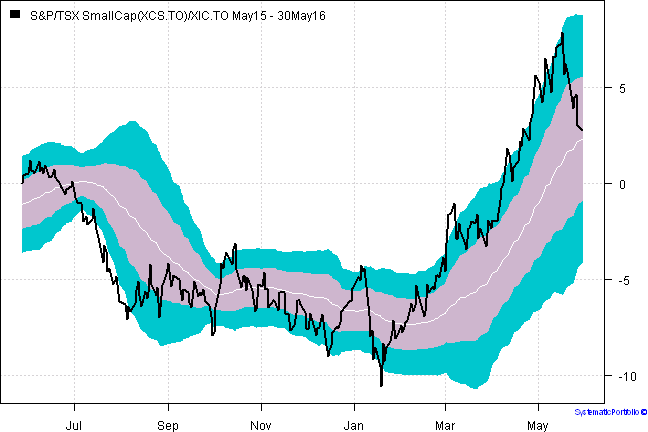 S&P/TSX SmallCap(XCS.TO)/XIC.TO May15 - 30May16
5
0
-5
-10
Jul Sep Nov Jan Mar May
SystematicPortfolio ©